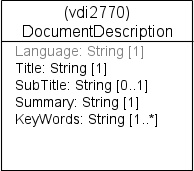 (vdi2770)
DocumentDescription
Language: String [1]
Title: String [1]
SubTitle: String [0..1]
Summary: String [1]
KeyWords: String [1..*]